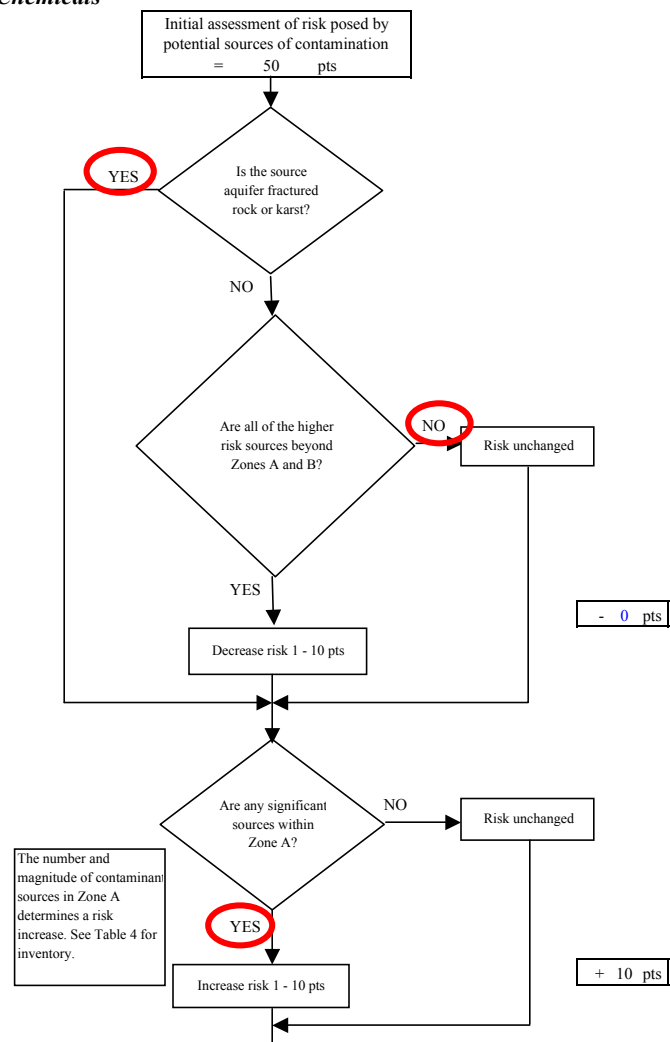 Chemicals
Initial assessment of risk posed by
potential sources of contamination
= 50 pts
Is the source
aquifer fractured
rock or karst?
YES
NO
Are all of the higher
risk sources beyond
Zones A and B?
NO
Risk unchanged
YES
- 0 pts
Decrease risk 1 - 10 pts
Are any significant
sources within
Zone A?
NO
Risk unchanged
The number and
magnitude of contaminant
sources in Zone A
determines a risk
increase. See Table 4 for
inventory.
YES
Increase risk 1 - 10 pts
+ 10 pts